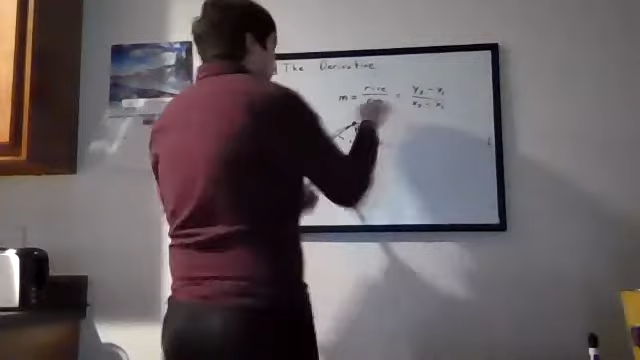 The Derivative
m = rise/run = y₂ - y₁/x₂ - x₁